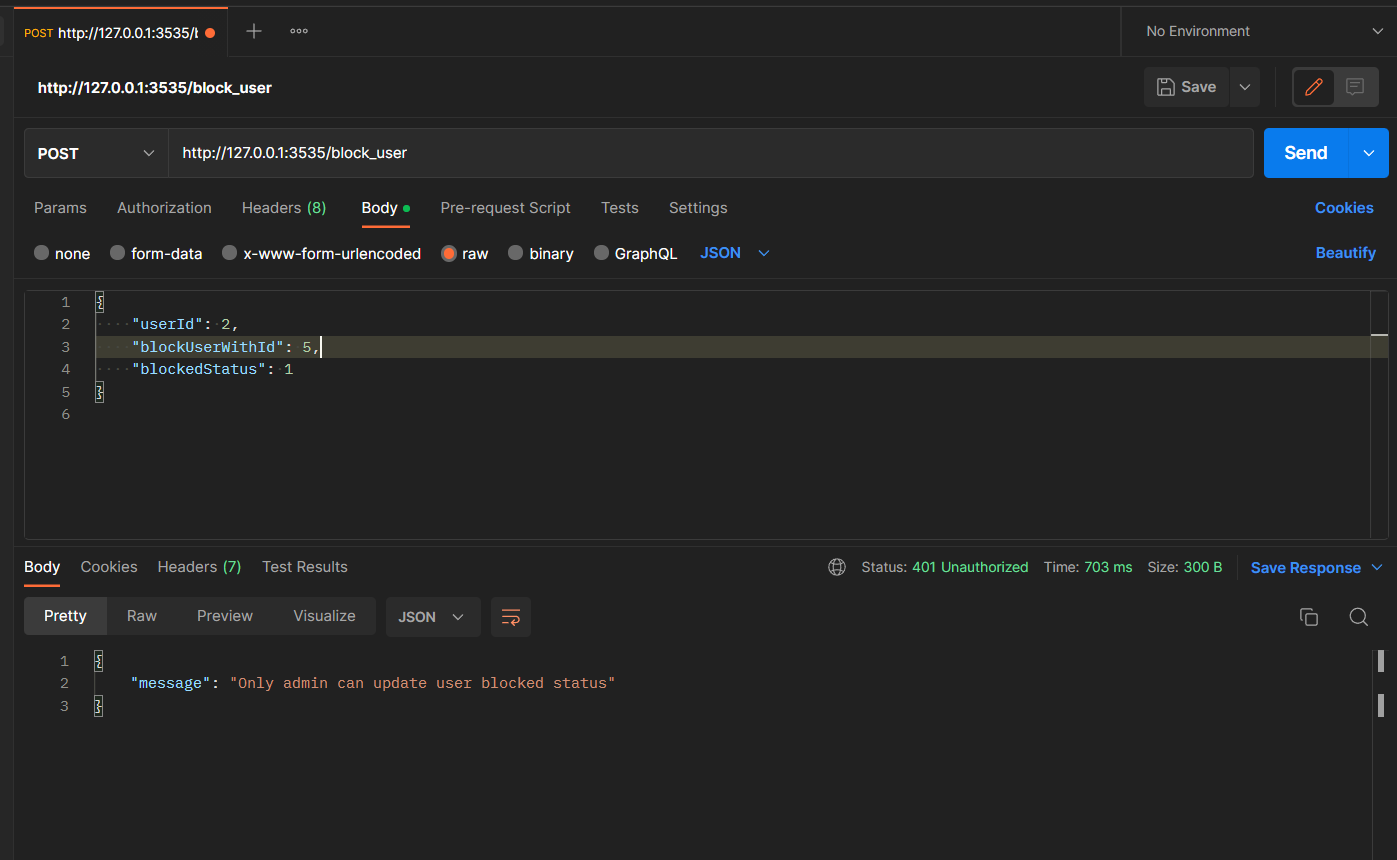 POST http://127.0.0.1:3535/b
No Environment
http://127.0.0.1:3535/block_user
Save
POST http://127.0.0.1:3535/block_user Send
Params Authorization Headers (8) Body Pre-request Script Tests Settings Cookies
none form-data x-www-form-urlencoded raw binary GraphQL JSON Beautify
1 {
2 "userId": 2,
3 "blockUserWithId": 5,
4 "blockedStatus": 1
5 }
6
Body Cookies Headers (7) Test Results Status: 401 Unauthorized Time: 703 ms Size: 300 B Save Response
Pretty Raw Preview Visualize JSON
1 {
2 "message": "Only admin can update user blocked status"
3 }